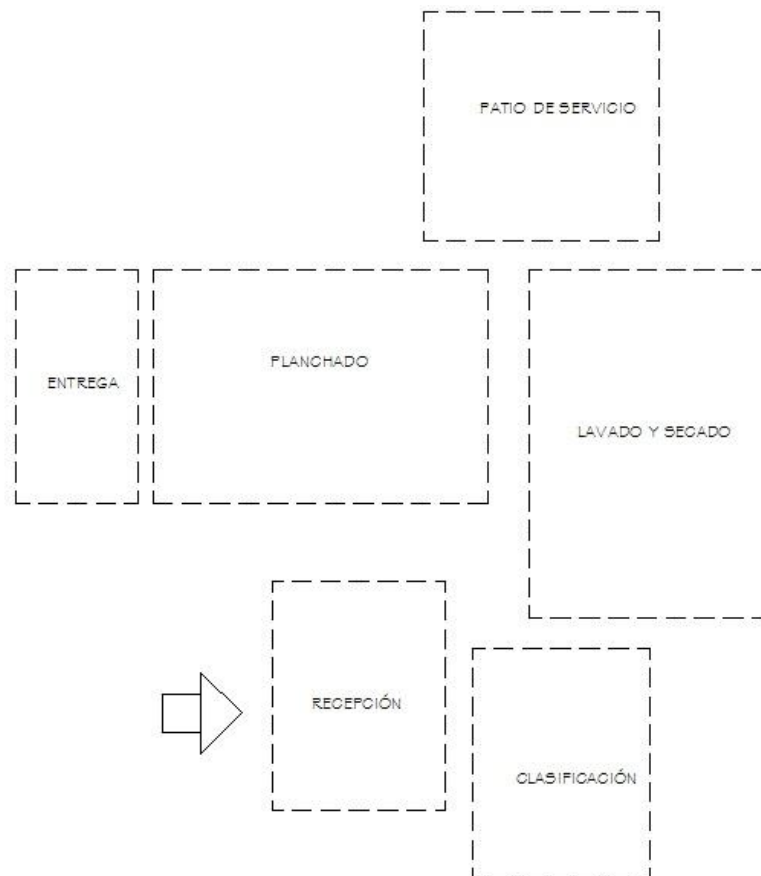 PATIO DE SERVICIO
PLANCHADO
ENTREGA
LAVADO Y SECADO
RECEPCIÓN
CLASIFICACIÓN